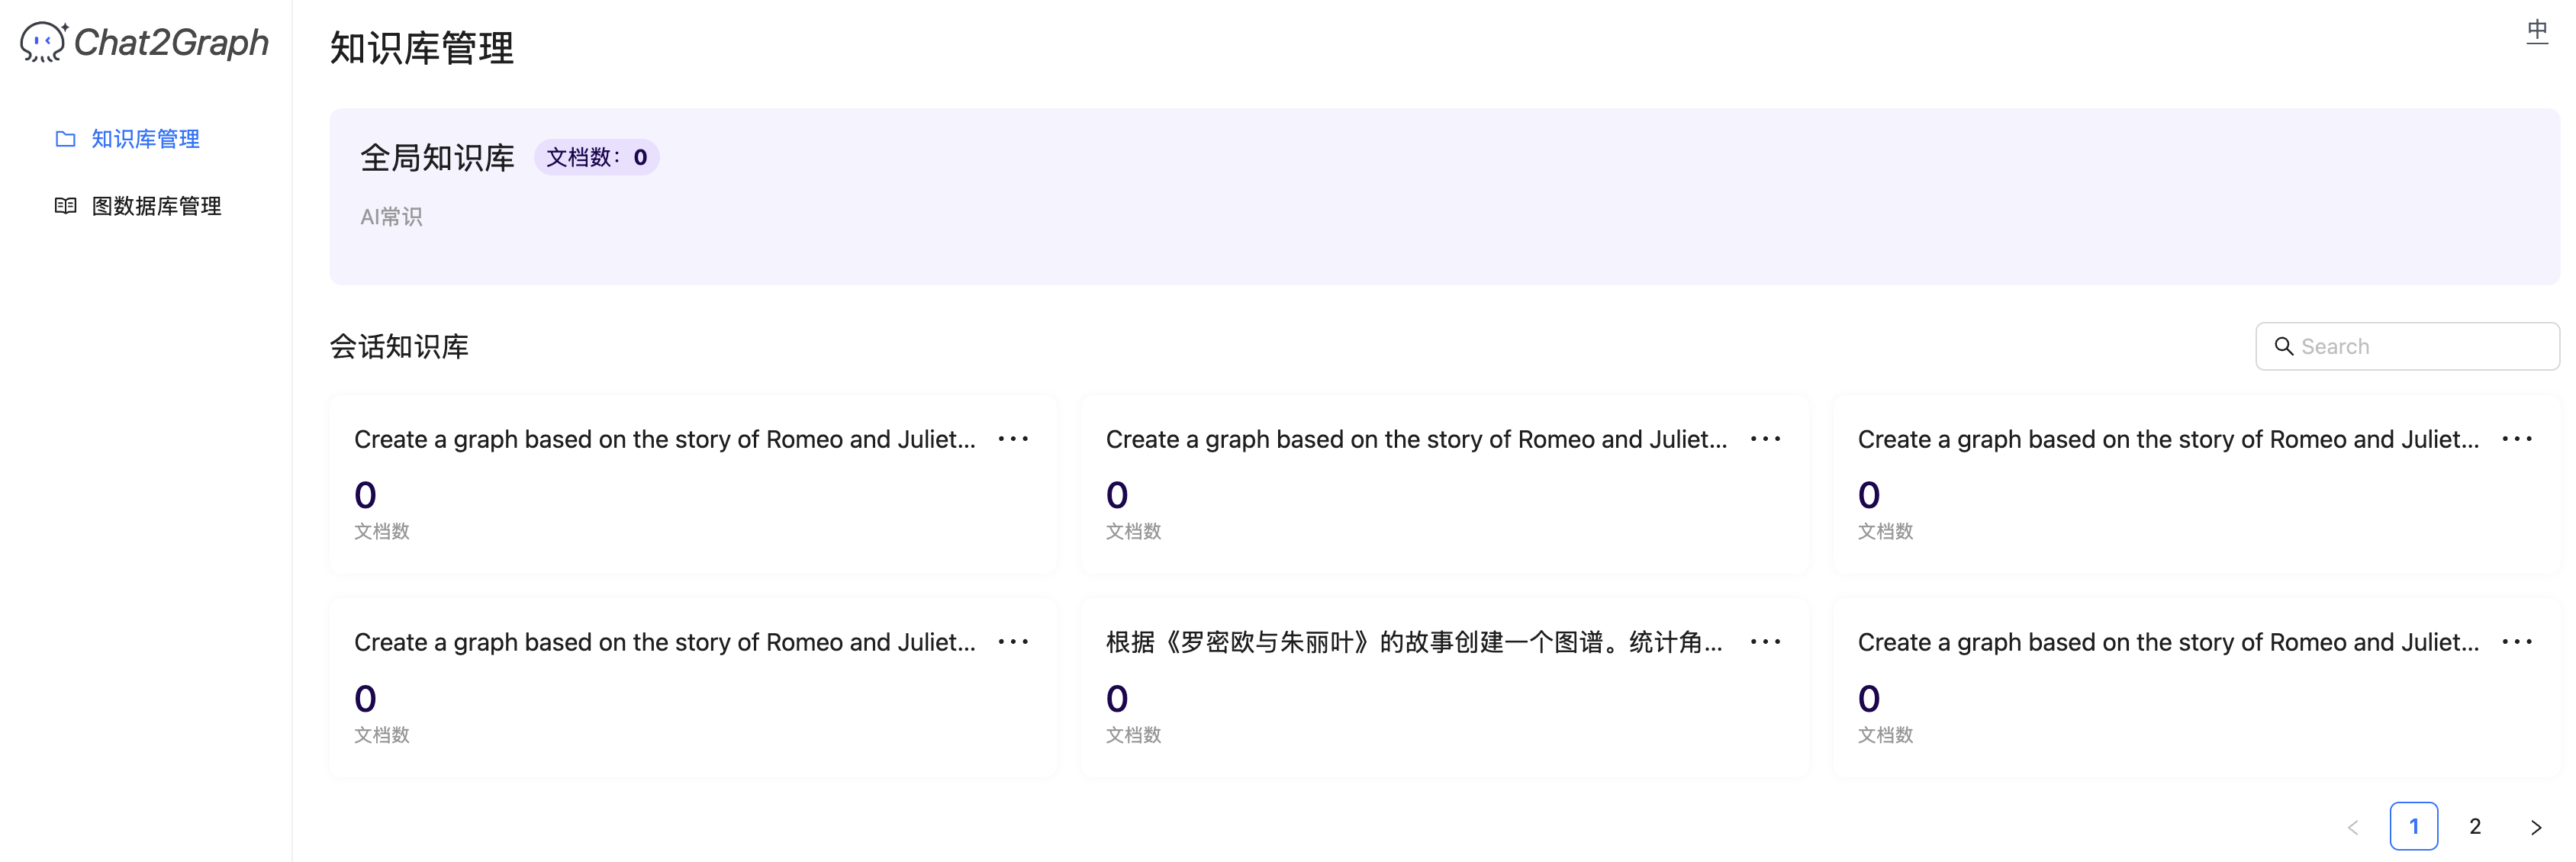 Chat2Graph
知识库管理
图数据库管理
知识库管理
中
全局知识库 文档数：0
AI常识
会话知识库
Search
Create a graph based on the story of Romeo and Juliet...
0
文档数
Create a graph based on the story of Romeo and Juliet...
0
文档数
Create a graph based on the story of Romeo and Juliet...
0
文档数
Create a graph based on the story of Romeo and Juliet...
0
文档数
根据《罗密欧与朱丽叶》的故事创建一个图谱。统计角...
0
文档数
Create a graph based on the story of Romeo and Juliet...
0
文档数
< 1 2 >